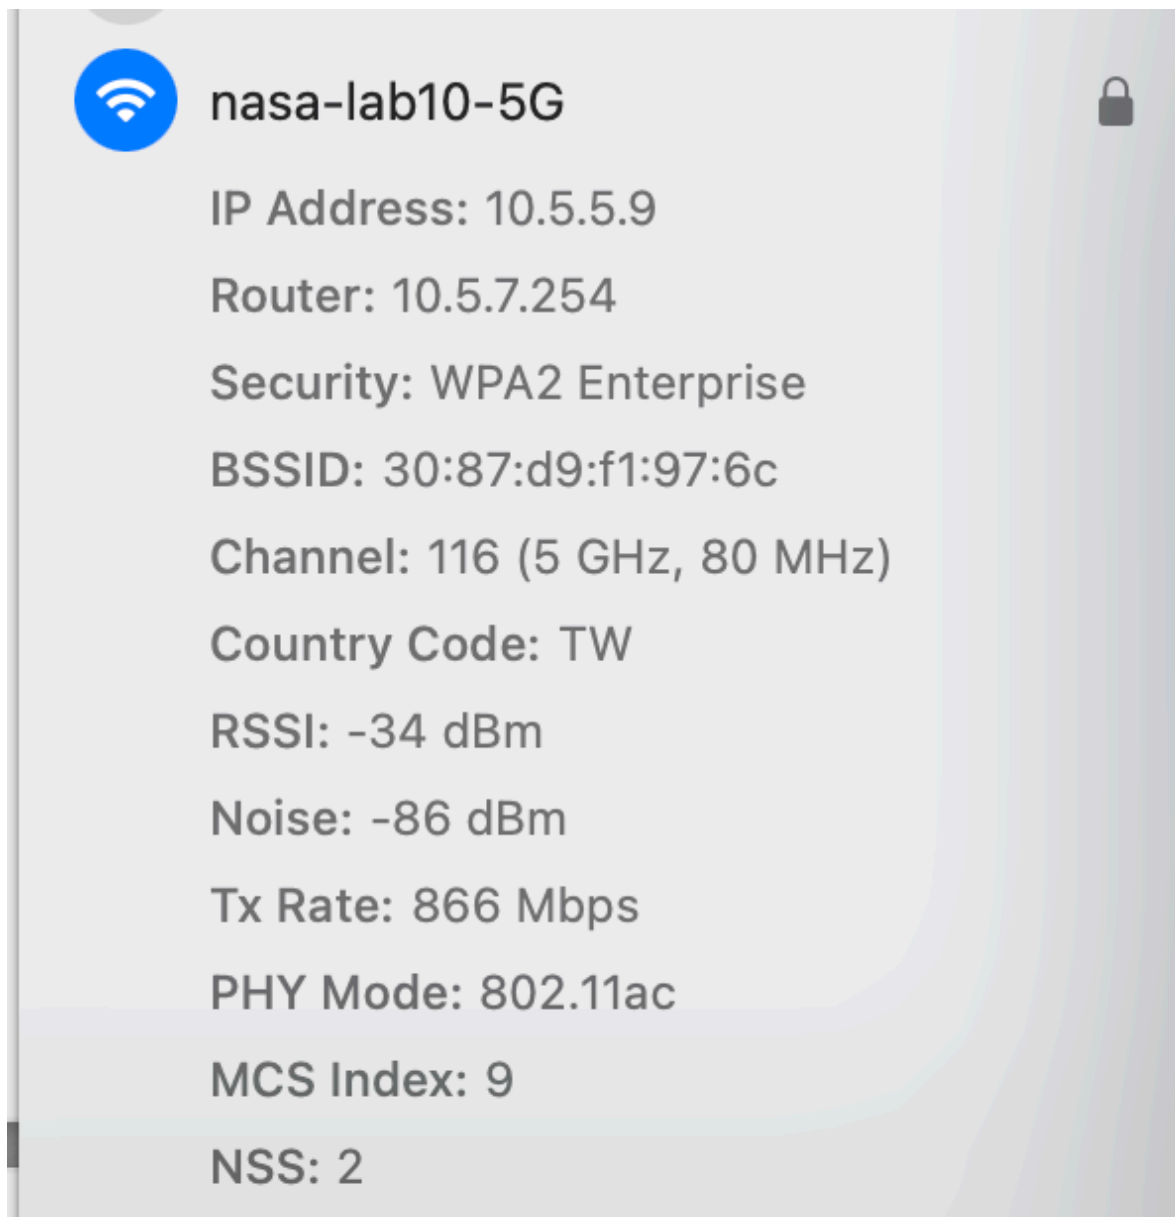 nasa-lab10-5G
IP Address: 10.5.5.9
Router: 10.5.7.254
Security: WPA2 Enterprise
BSSID: 30:87:d9:f1:97:6c
Channel: 116 (5 GHz, 80 MHz)
Country Code: TW
RSSI: -34 dBm
Noise: -86 dBm
Tx Rate: 866 Mbps
PHY Mode: 802.11ac
MCS Index: 9
NSS: 2